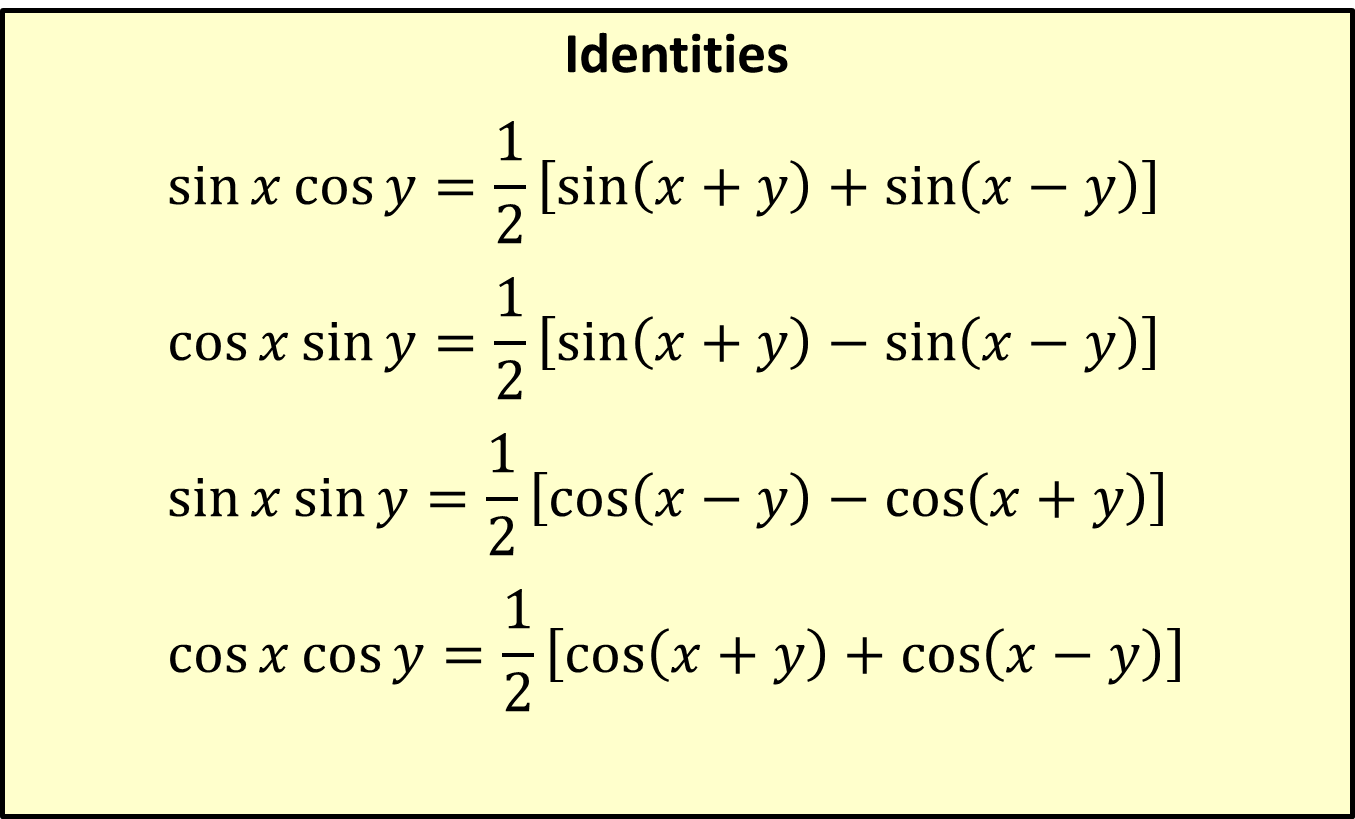 Identities
sin x cos y = 1/2 [sin(x + y) + sin(x − y)]
cos x sin y = 1/2 [sin(x + y) − sin(x − y)]
sin x sin y = 1/2 [cos(x − y) − cos(x + y)]
cos x cos y = 1/2 [cos(x + y) + cos(x − y)]